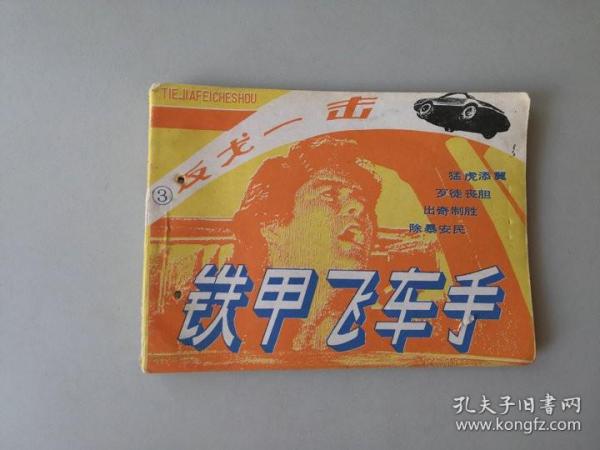 TIEJIAFEICHESHOU
③
反戈一击
猛虎添翼
歹徒丧胆
出奇制胜
除暴安民
铁甲飞车手
孔夫子旧書网
www.kongfz.com